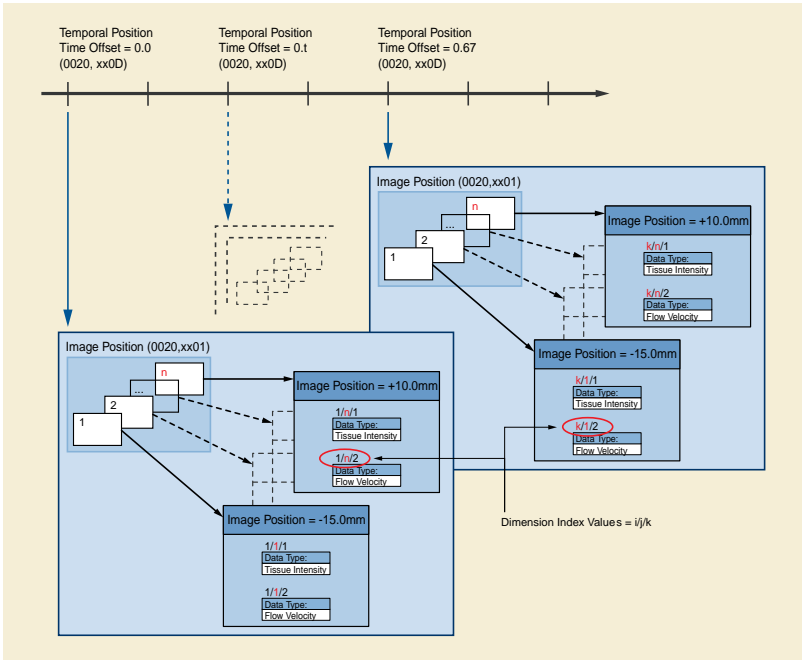 Temporal Position
Time Offset = 0.0
(0020, xx0D)
Temporal Position
Time Offset = 0.t
(0020, xx0D)
Temporal Position
Time Offset = 0.67
(0020, xx0D)
Image Position (0020,xx01)
n
...
2
1
Image Position = +10.0mm
k/n/1
Data Type:
Tissue Intensity
k/n/2
Data Type:
Flow Velocity
Image Position = -15.0mm
k/1/1
Data Type:
Tissue Intensity
k/1/2
Data Type:
Flow Velocity
Image Position (0020,xx01)
n
...
2
1
Image Position = +10.0mm
1/n/1
Data Type:
Tissue Intensity
1/n/2
Data Type:
Flow Velocity
Image Position = -15.0mm
1/1/1
Data Type:
Tissue Intensity
1/1/2
Data Type:
Flow Velocity
Dimension Index Values = i/j/k